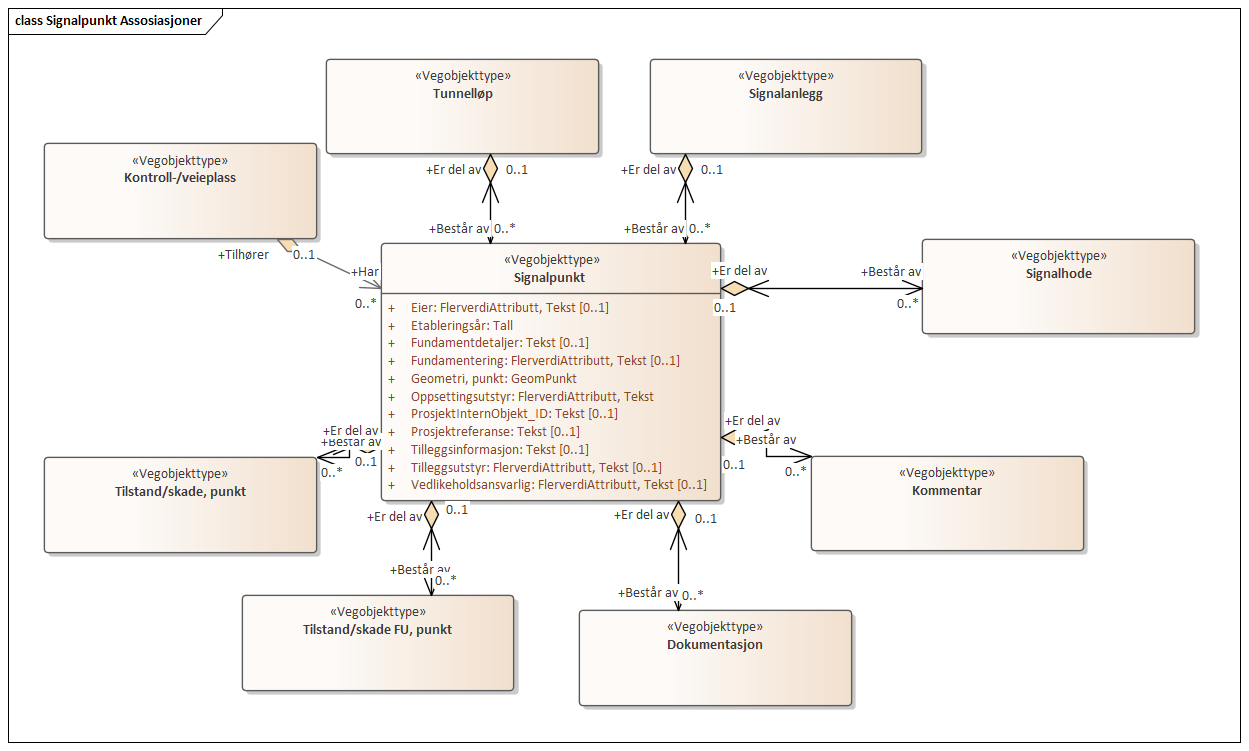 class Signalpunkt Assosiasjoner
«Vegobjekttype»
Tunnelløp
«Vegobjekttype»
Signalanlegg
«Vegobjekttype»
Kontroll-/veieplass
+Er del av
0..1
+Er del av
0..1
+Består av
0..*
+Består av
0..*
+Tilhører
0..1
+Har
0..*
«Vegobjekttype»
Signalpunkt
+ Eier: FlerverdiAttributt, Tekst [0..1]
+ Etableringsår: Tall
+ Fundamentdetaljer: Tekst [0..1]
+ Fundamentering: FlerverdiAttributt, Tekst [0..1]
+ Geometri, punkt: GeomPunkt
+ Oppsettingsutstyr: FlerverdiAttributt, Tekst
+ ProsjektInternObjekt_ID: Tekst [0..1]
+ Prosjektreferanse: Tekst [0..1]
+ Tilleggsinformasjon: Tekst [0..1]
+ Tilleggsutstyr: FlerverdiAttributt, Tekst [0..1]
+ Vedlikeholdsansvarlig: FlerverdiAttributt, Tekst [0..1]
+Er del av
0..1
+Består av
0..*
«Vegobjekttype»
Signalhode
+Er del av
+Består av
0..1
0..*
«Vegobjekttype»
Tilstand/skade, punkt
+Er del av
0..1
+Består av
0..*
«Vegobjekttype»
Kommentar
+Er del av
0..1
+Består av
0..*
«Vegobjekttype»
Tilstand/skade FU, punkt
+Er del av
0..1
+Består av
0..*
«Vegobjekttype»
Dokumentasjon